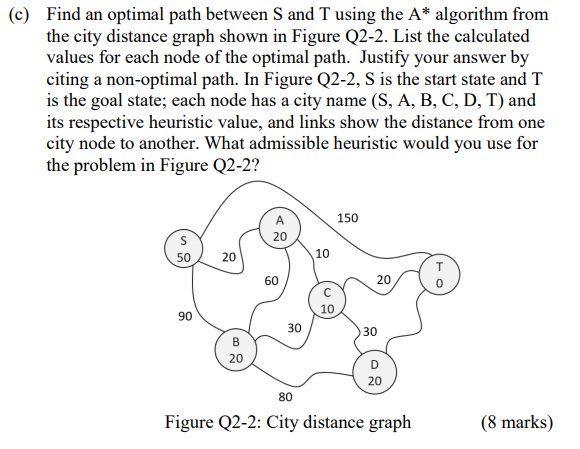 (c) Find an optimal path between S and T using the A* algorithm from
the city distance graph shown in Figure Q2-2. List the calculated
values for each node of the optimal path. Justify your answer by
citing a non-optimal path. In Figure Q2-2, S is the start state and T
is the goal state; each node has a city name (S, A, B, C, D, T) and
its respective heuristic value, and links show the distance from one
city node to another. What admissible heuristic would you use for
the problem in Figure Q2-2?
150
A
20
S
50
20
10
T
0
60
20
C
10
90
30
30
B
20
D
20
80
Figure Q2-2: City distance graph (8 marks)